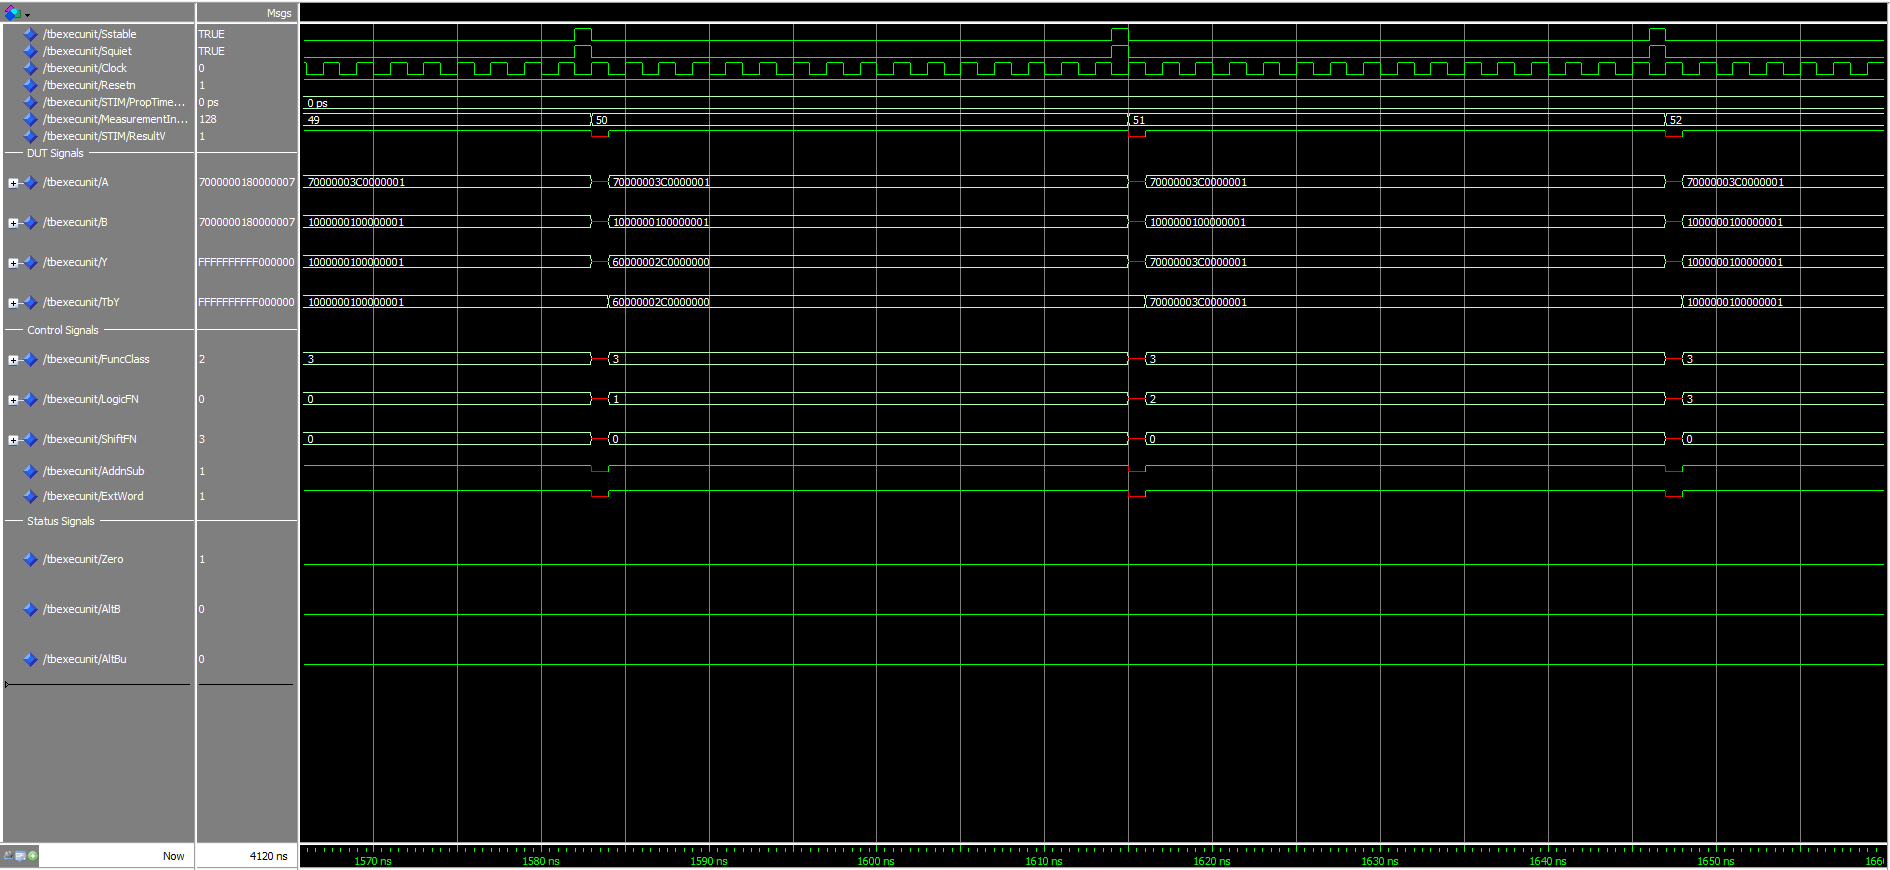 Msgs
/tbexecunit/Sstable TRUE
/tbexecunit/Squiet TRUE
/tbexecunit/Clock 0
/tbexecunit/Resetn 1
/tbexecunit/STIM/PropTime... 0 ps 0 ps
/tbexecunit/MeasurementIn... 128 49 50 51 52
/tbexecunit/STIM/ResultV 1
DUT Signals
/tbexecunit/A 7000000180000007 70000003C0000001 70000003C0000001 70000003C0000001 70000003C0000001
/tbexecunit/B 7000000180000007 1000000100000001 1000000100000001 1000000100000001 1000000100000001
/tbexecunit/Y FFFFFFFFFF000000 1000000100000001 60000002C0000000 70000003C0000001 1000000100000001
/tbexecunit/TbY FFFFFFFFFF000000 1000000100000001 60000002C0000000 70000003C0000001 1000000100000001
Control Signals
/tbexecunit/FuncClass 2 3 3 3 3
/tbexecunit/LogicFN 0 0 1 2 3
/tbexecunit/ShiftFN 3 0 0 0 0
/tbexecunit/AddnSub 1
/tbexecunit/ExtWord 1
Status Signals
/tbexecunit/Zero 1
/tbexecunit/AltB 0
/tbexecunit/AltBu 0
Now 4120 ns 1570 ns 1580 ns 1590 ns 1600 ns 1610 ns 1620 ns 1630 ns 1640 ns 1650 ns